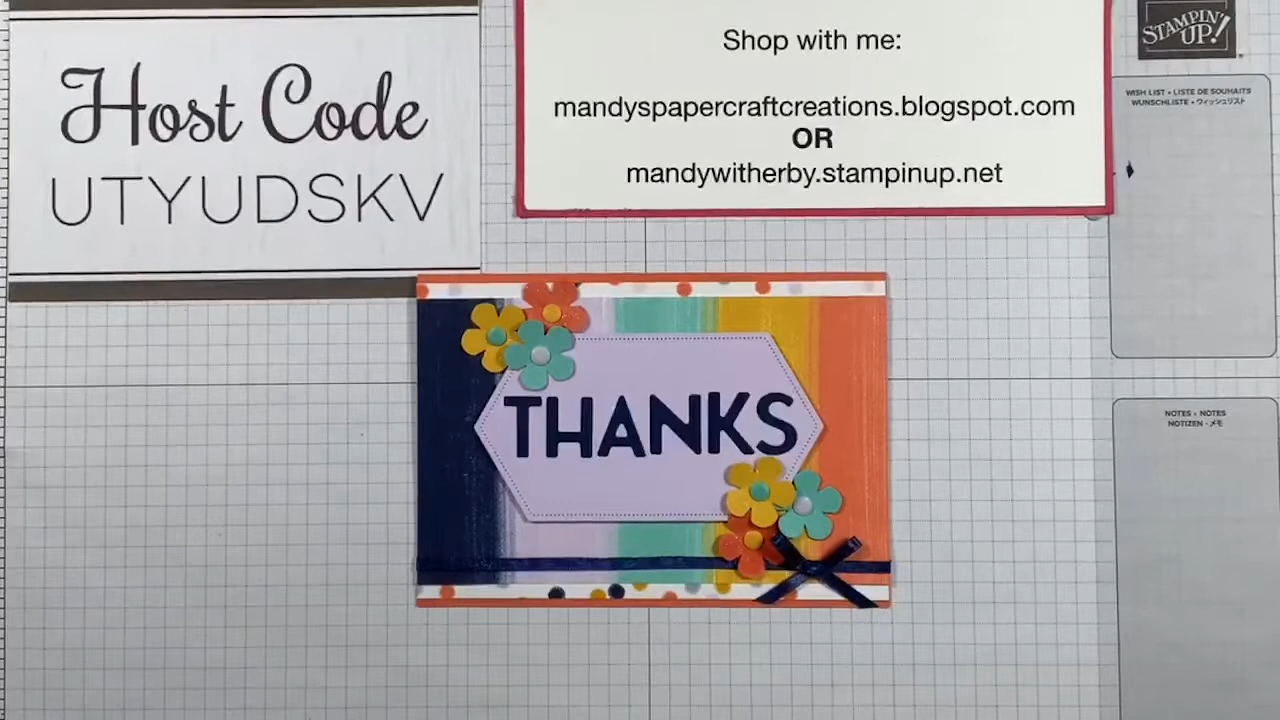 Host Code
UTYUDSKV
Shop with me:
mandyspapercraftcreations.blogspot.com
OR
mandywitherby.stampinup.net
STAMPIN' UP!
WISH LIST • LISTE DE SOUHAITS
WUNSCHLISTE • ウィッシュリスト
THANKS
NOTES • NOTES
NOTIZEN • メモ